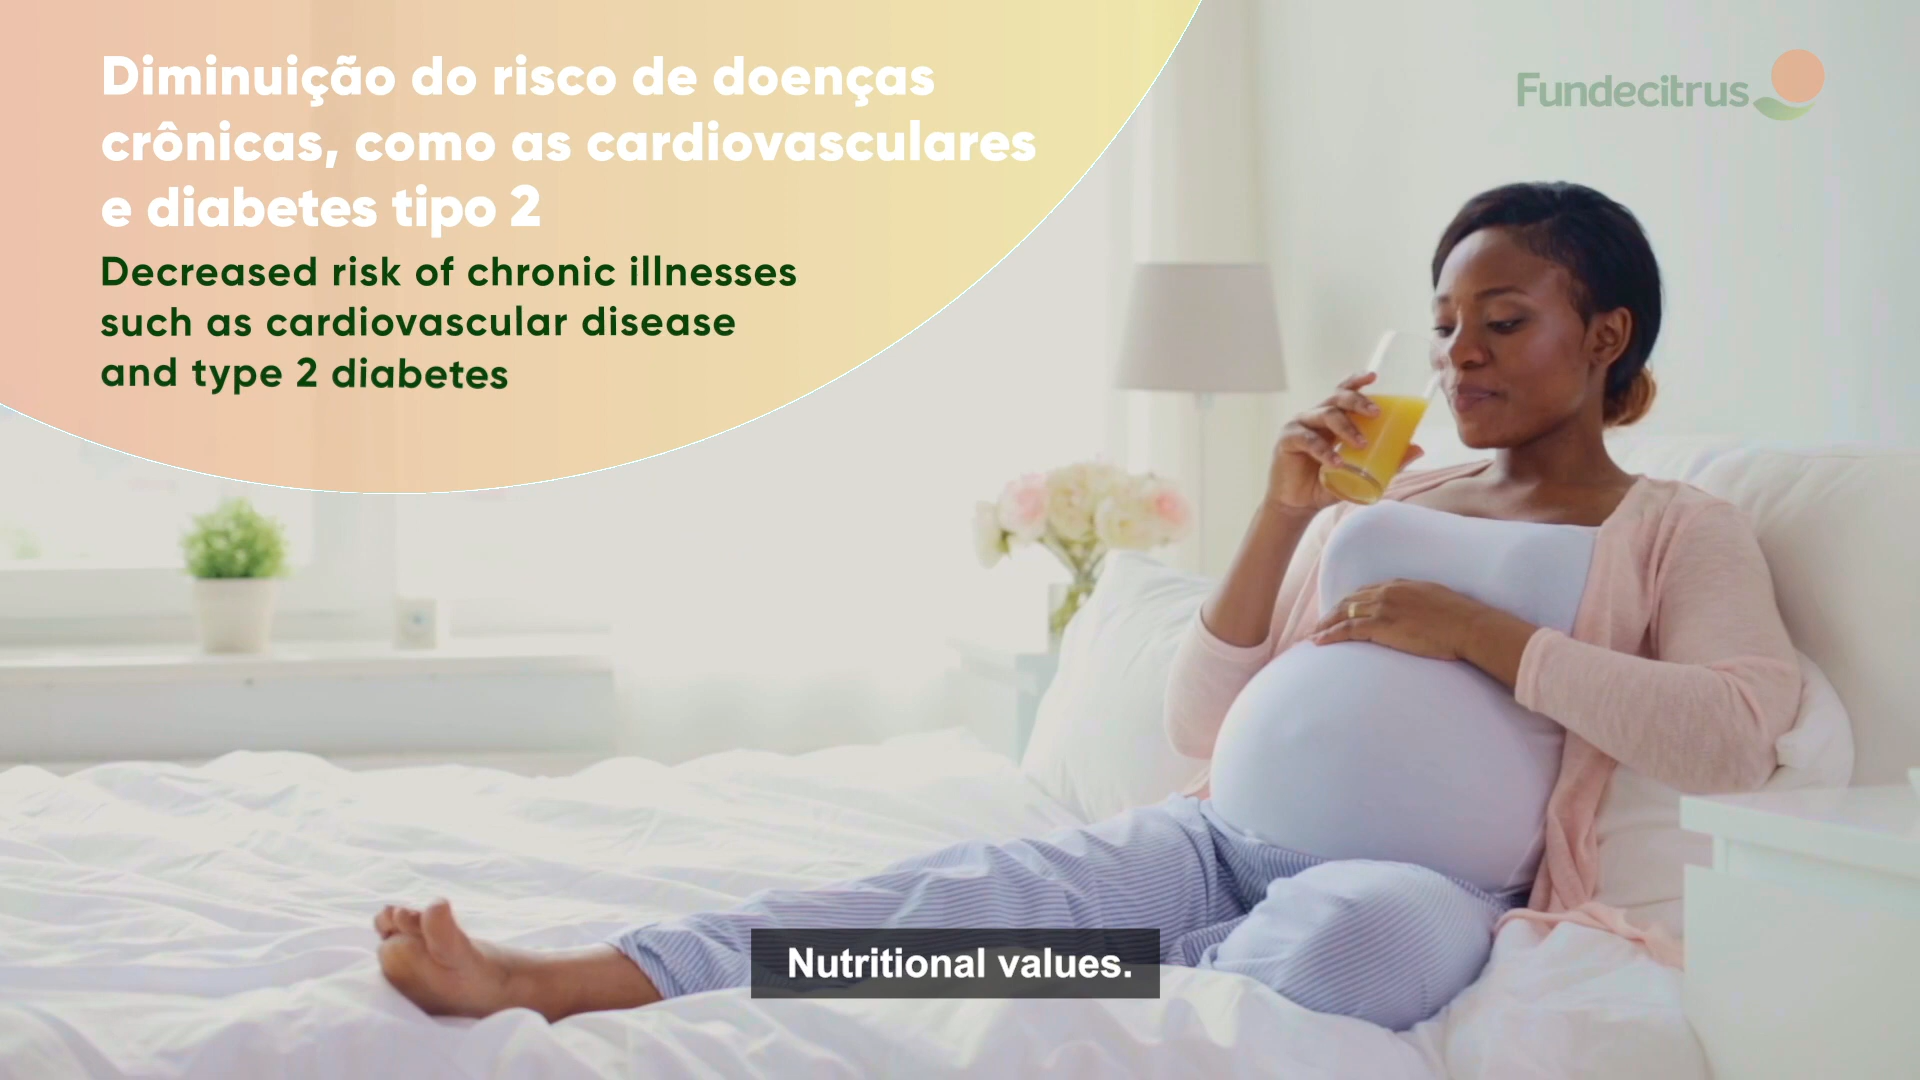 Diminuição do risco de doenças
crônicas, como as cardiovasculares
e diabetes tipo 2
Decreased risk of chronic illnesses
such as cardiovascular disease
and type 2 diabetes
Fundecitrus
Nutritional values.